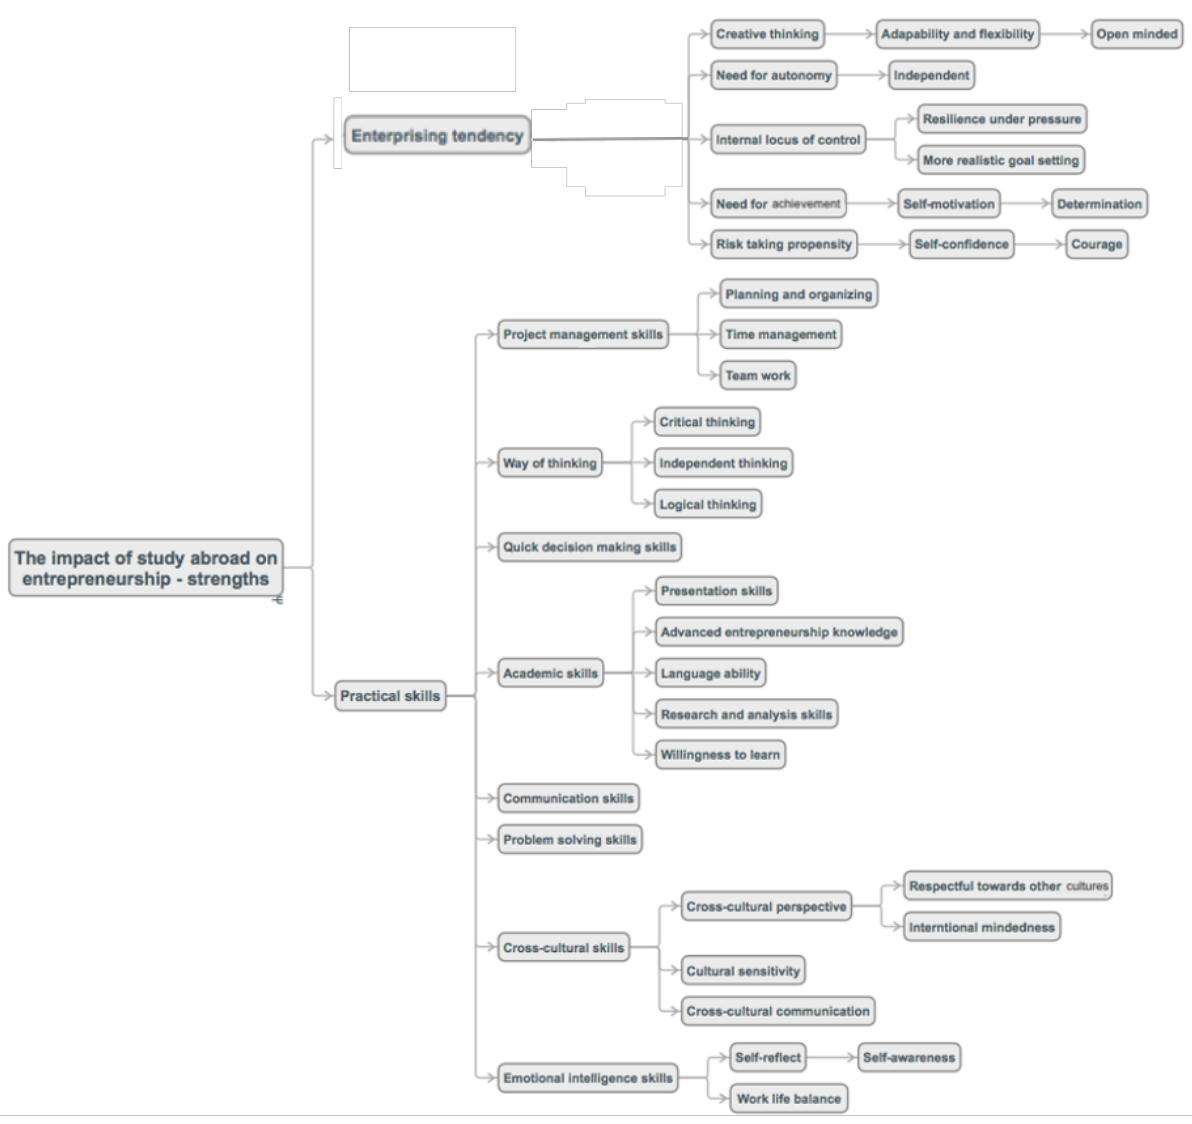 Creative thinking
Adapability and flexibility
Open minded
Need for autonomy
Independent
Enterprising tendency
Internal locus of control
Resilience under pressure
More realistic goal setting
Need for achievement
Self-motivation
Determination
Risk taking propensity
Self-confidence
Courage
Project management skills
Planning and organizing
Time management
Team work
Way of thinking
Critical thinking
Independent thinking
Logical thinking
Quick decision making skills
The impact of study abroad on
entrepreneurship - strengths
Practical skills
Academic skills
Presentation skills
Advanced entrepreneurship knowledge
Language ability
Research and analysis skills
Willingness to learn
Communication skills
Problem solving skills
Cross-cultural skills
Cross-cultural perspective
Respectful towards other cultures
Interntional mindedness
Cultural sensitivity
Cross-cultural communication
Emotional intelligence skills
Self-reflect
Self-awareness
Work life balance